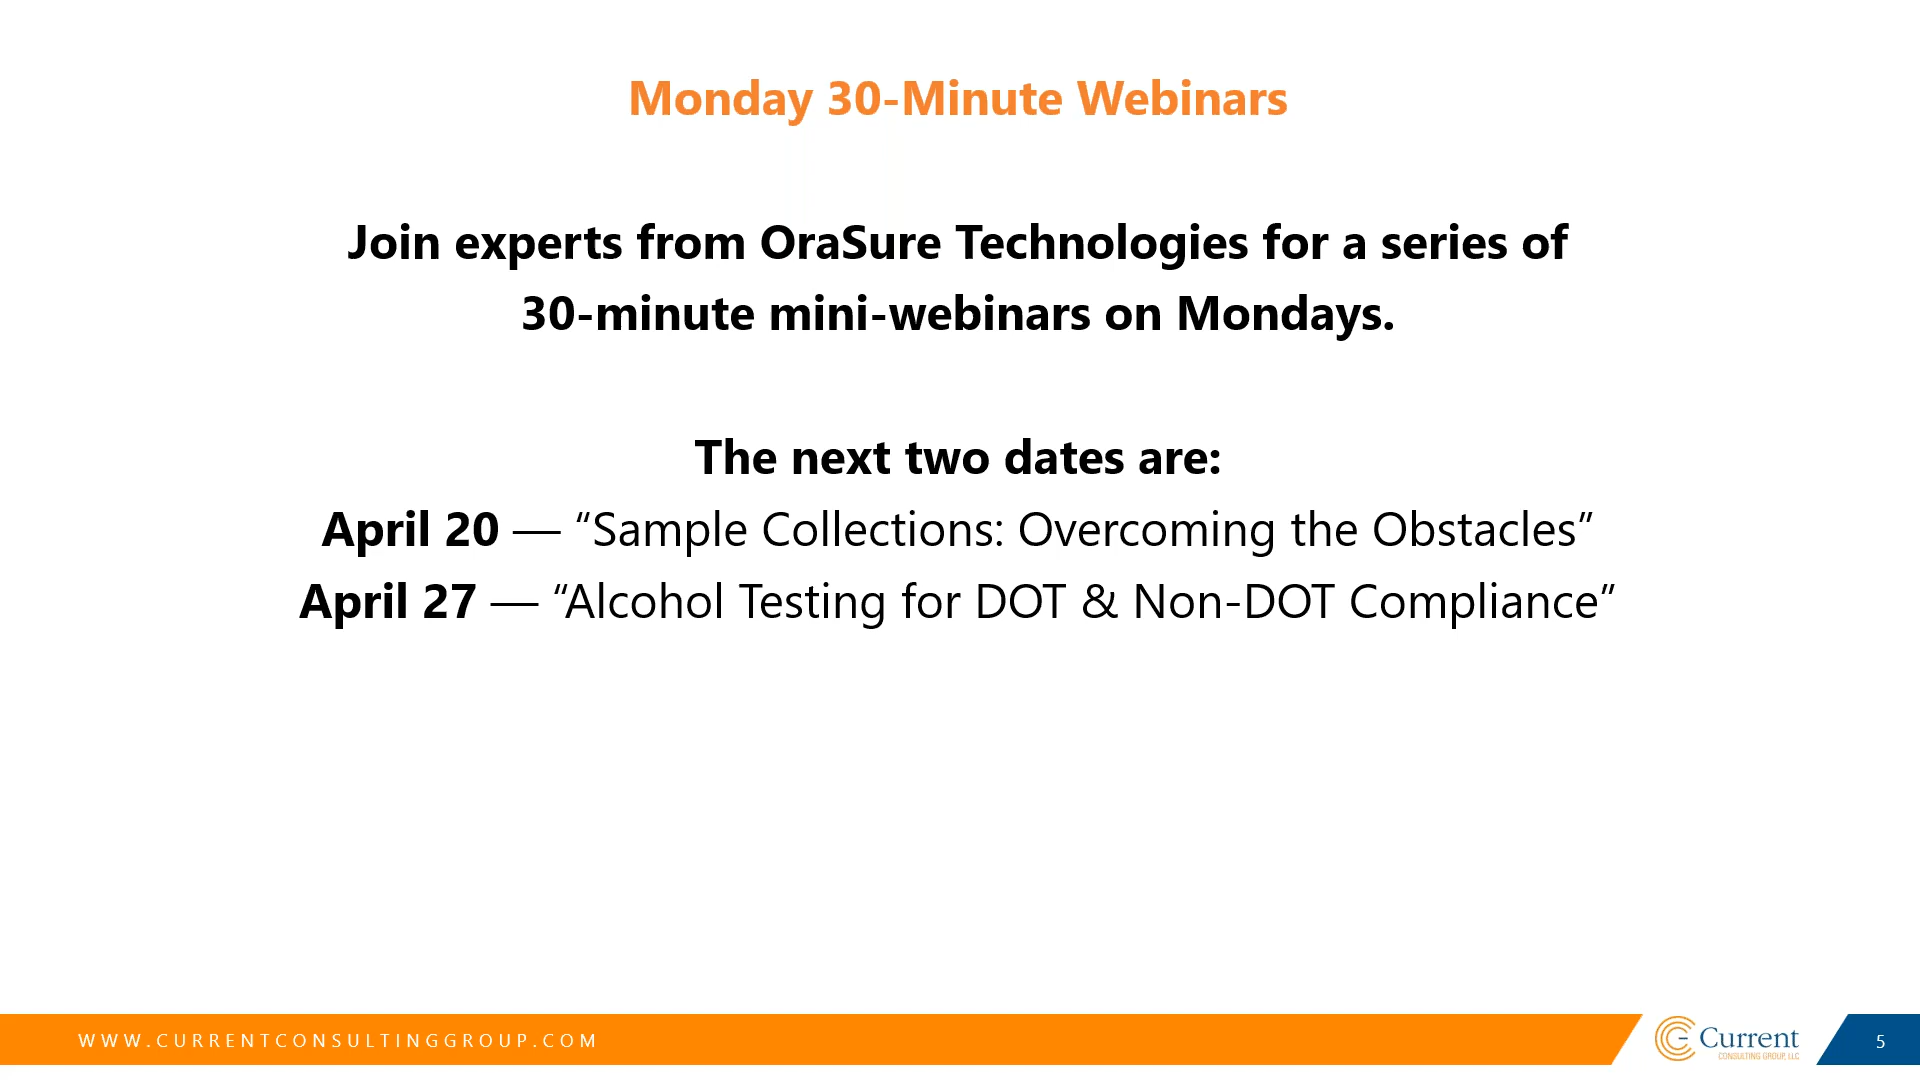 Monday 30-Minute Webinars
Join experts from OraSure Technologies for a series of
30-minute mini-webinars on Mondays.
The next two dates are:
April 20 — “Sample Collections: Overcoming the Obstacles”
April 27 — “Alcohol Testing for DOT & Non-DOT Compliance”
WWW.CURRENTCONSULTINGGROUP.COM
Current
CONSULTING GROUP, LLC
5